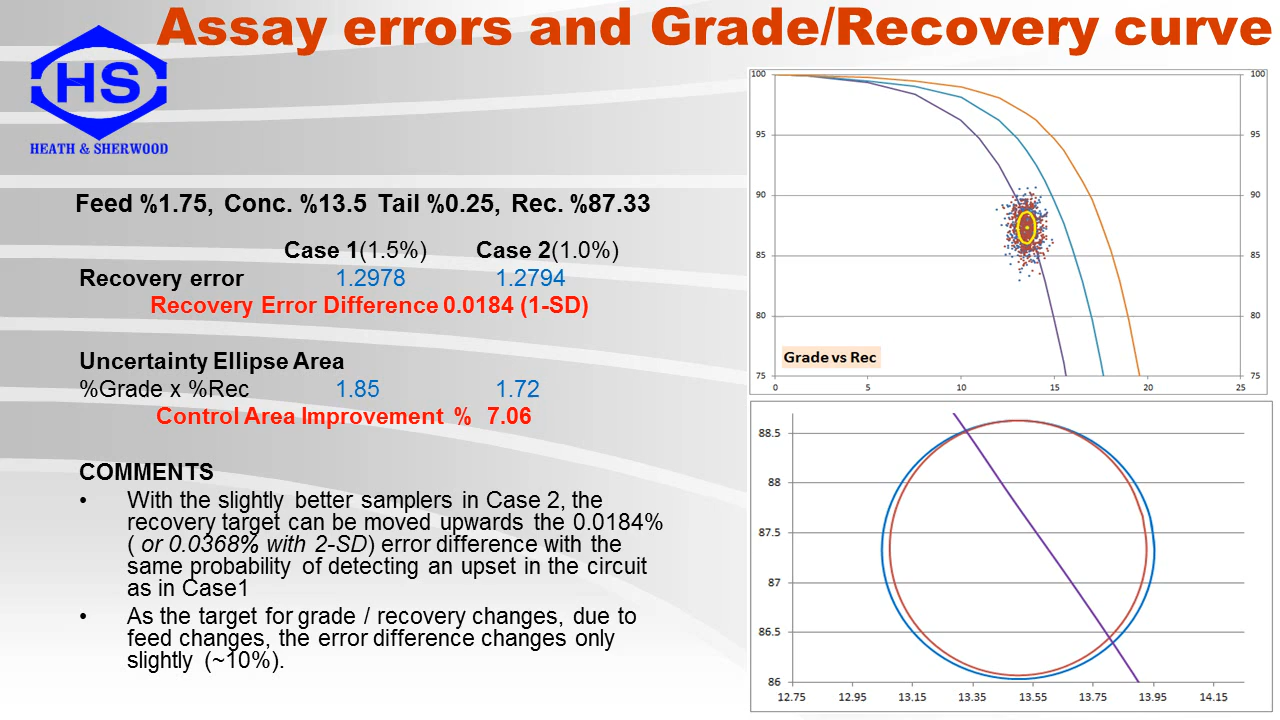 Assay errors and Grade/Recovery curve
HS
HEATH & SHERWOOD
Feed %1.75, Conc. %13.5 Tail %0.25, Rec. %87.33
Case 1(1.5%) Case 2(1.0%)
Recovery error 1.2978 1.2794
Recovery Error Difference 0.0184 (1-SD)
Uncertainty Ellipse Area
%Grade x %Rec 1.85 1.72
Control Area Improvement % 7.06
COMMENTS
• With the slightly better samplers in Case 2, the
recovery target can be moved upwards the 0.0184%
( or 0.0368% with 2-SD) error difference with the
same probability of detecting an upset in the circuit
as in Case1
• As the target for grade / recovery changes, due to
feed changes, the error difference changes only
slightly (~10%).
100 100
95 95
90 90
85 85
80 80
Grade vs Rec
75 75
0 5 10 15 20 25
88.5
88
87.5
87
86.5
86
12.75 12.95 13.15 13.35 13.55 13.75 13.95 14.15